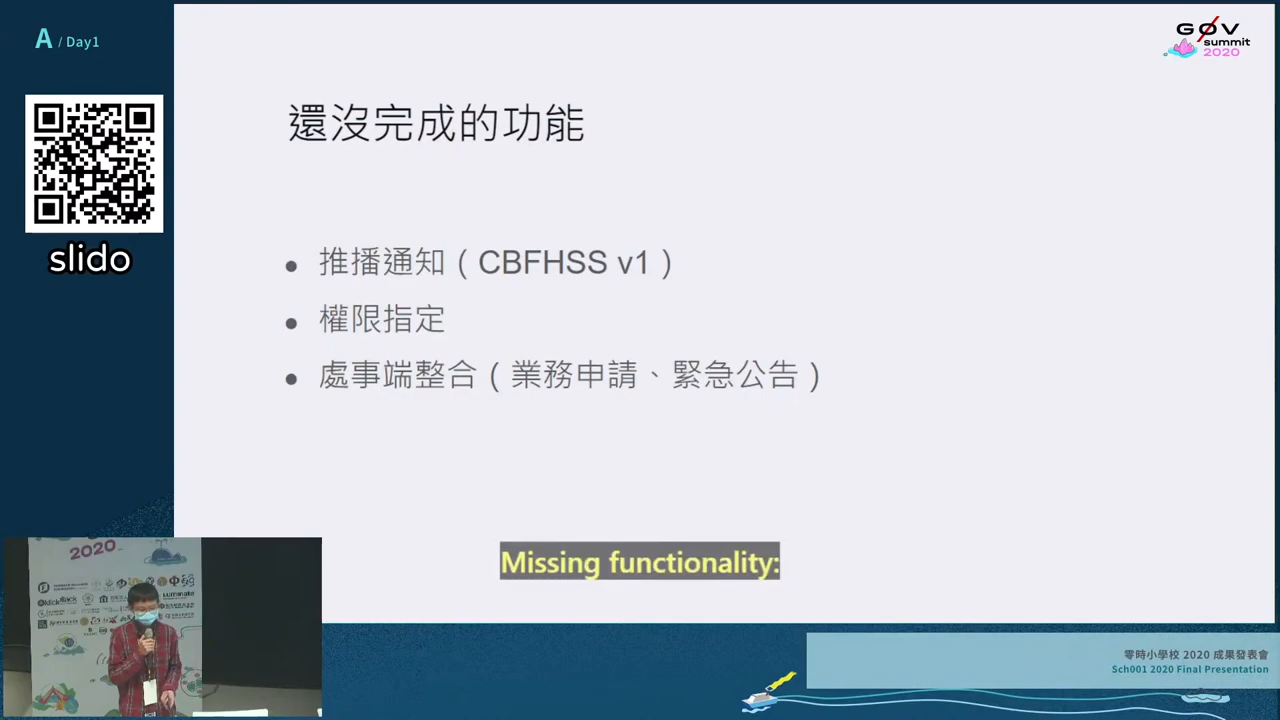 A / Day1
GØV
summit
2020
slido
還沒完成的功能
● 推播通知（CBFHSS v1）
● 權限指定
● 處事端整合（業務申請、緊急公告）
Missing functionality:
2020
klickBack
Luminate
零時小學校 2020 成果發表會
Sch001 2020 Final Presentation